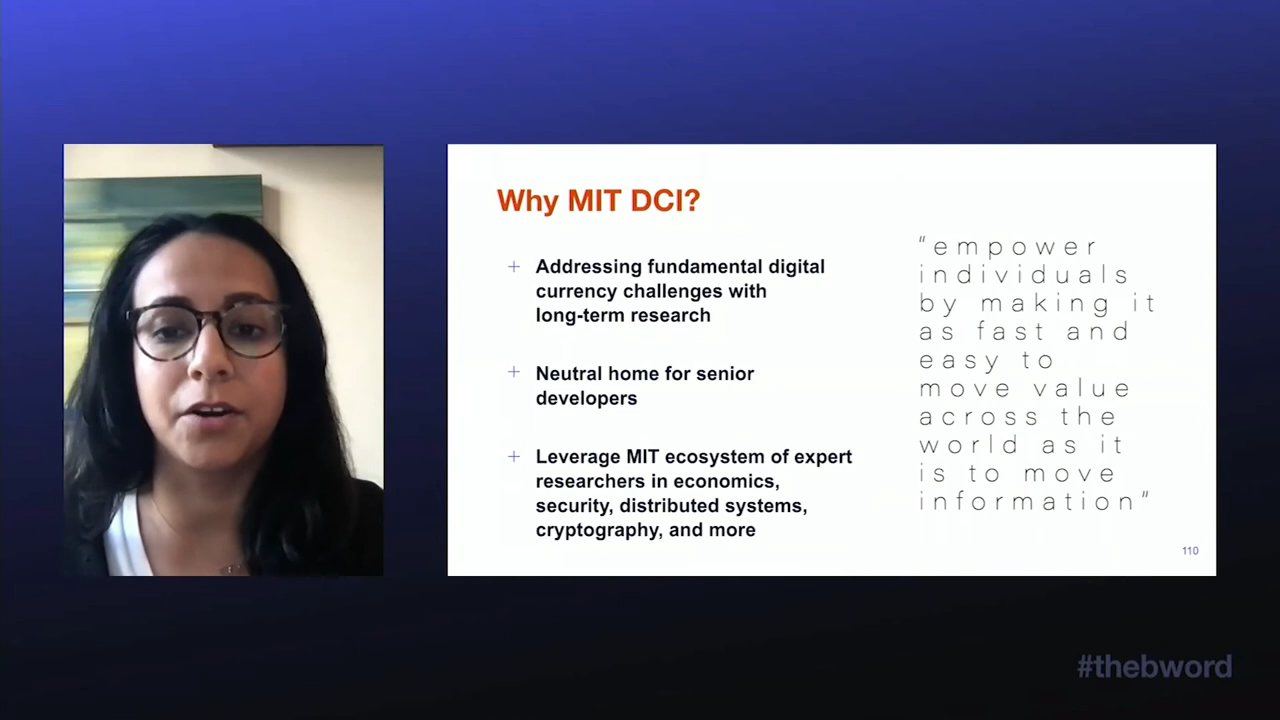 Why MIT DCI?
+ Addressing fundamental digital
currency challenges with
long-term research
+ Neutral home for senior
developers
+ Leverage MIT ecosystem of expert
researchers in economics,
security, distributed systems,
cryptography, and more
"empower
individuals
by making it
as fast and
easy to
move value
across the
world as it
is to move
information"
110
#thebword